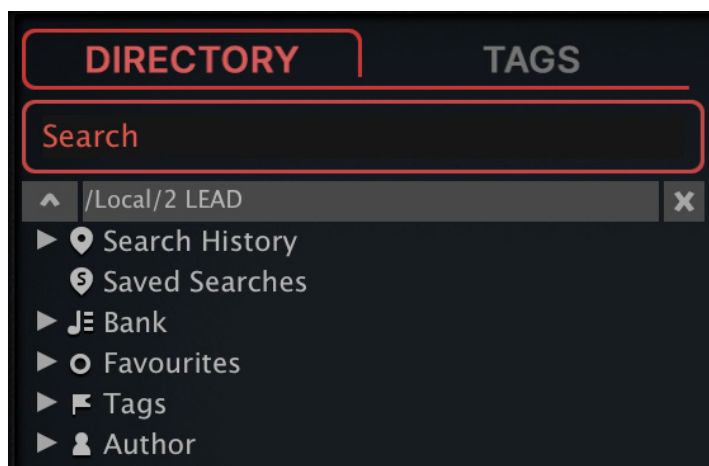 DIRECTORY TAGS
Search
/Local/2 LEAD
Search History
S Saved Searches
Bank
Favourites
Tags
Author